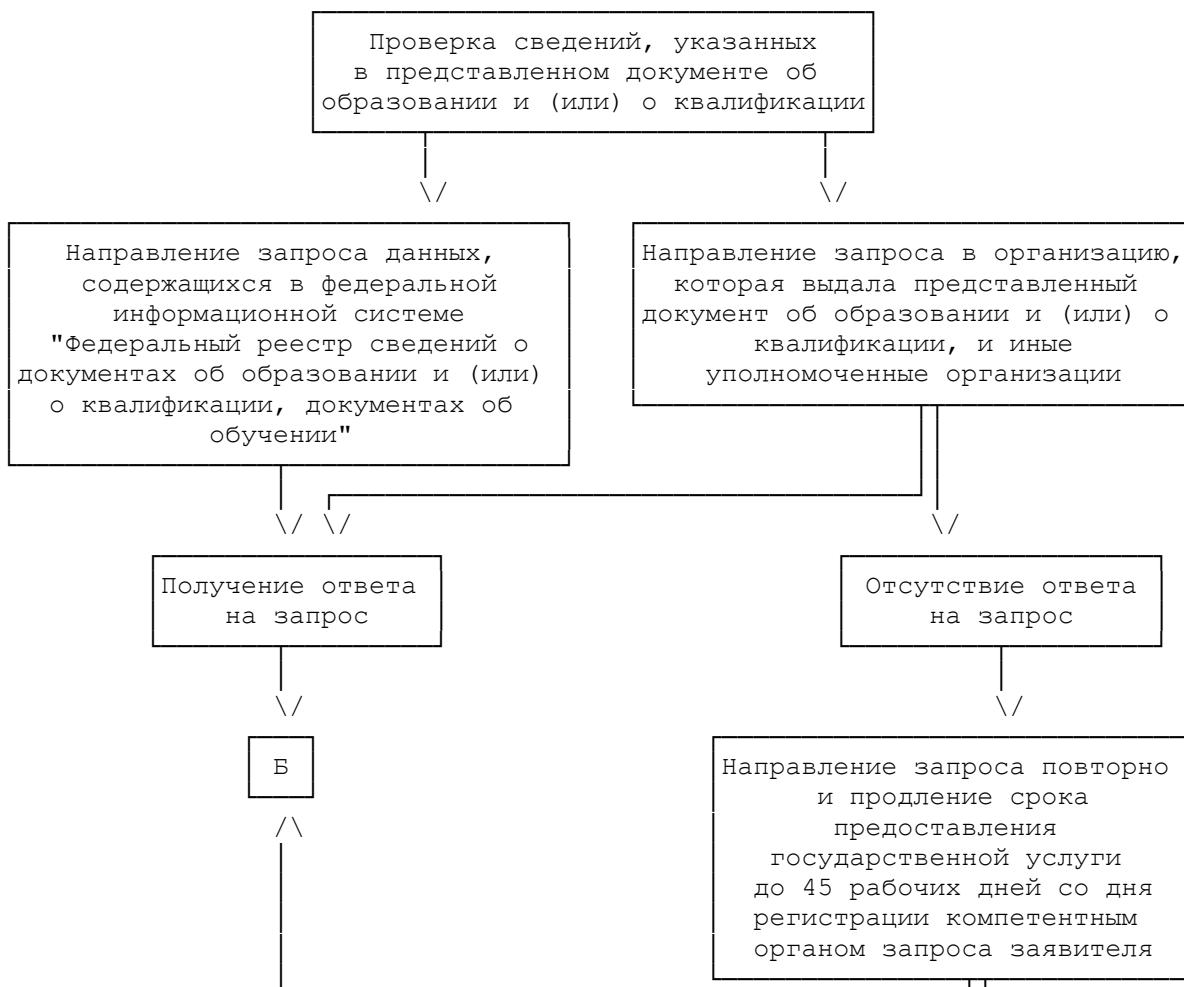 Проверка сведений, указанных
в представленном документе об
образовании и (или) о квалификации
Направление запроса данных,
содержащихся в федеральной
информационной системе
"Федеральный реестр сведений о
документах об образовании и (или)
о квалификации, документах об
обучении"
Направление запроса в организацию,
которая выдала представленный
документ об образовании и (или) о
квалификации, и иные
уполномоченные организации
Получение ответа
на запрос
Отсутствие ответа
на запрос
Б
Направление запроса повторно
и продление срока
предоставления
государственной услуги
до 45 рабочих дней со дня
регистрации компетентным
органом запроса заявителя